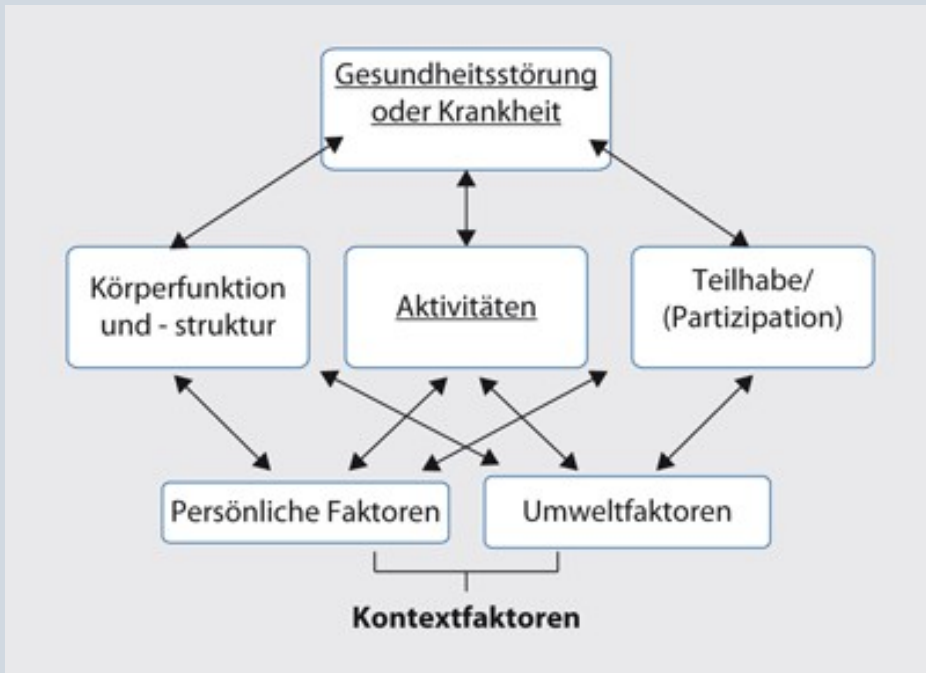 Gesundheitsstörung
oder Krankheit
Körperfunktion
und - struktur
Aktivitäten
Teilhabe/
(Partizipation)
Persönliche Faktoren
Umweltfaktoren
Kontextfaktoren